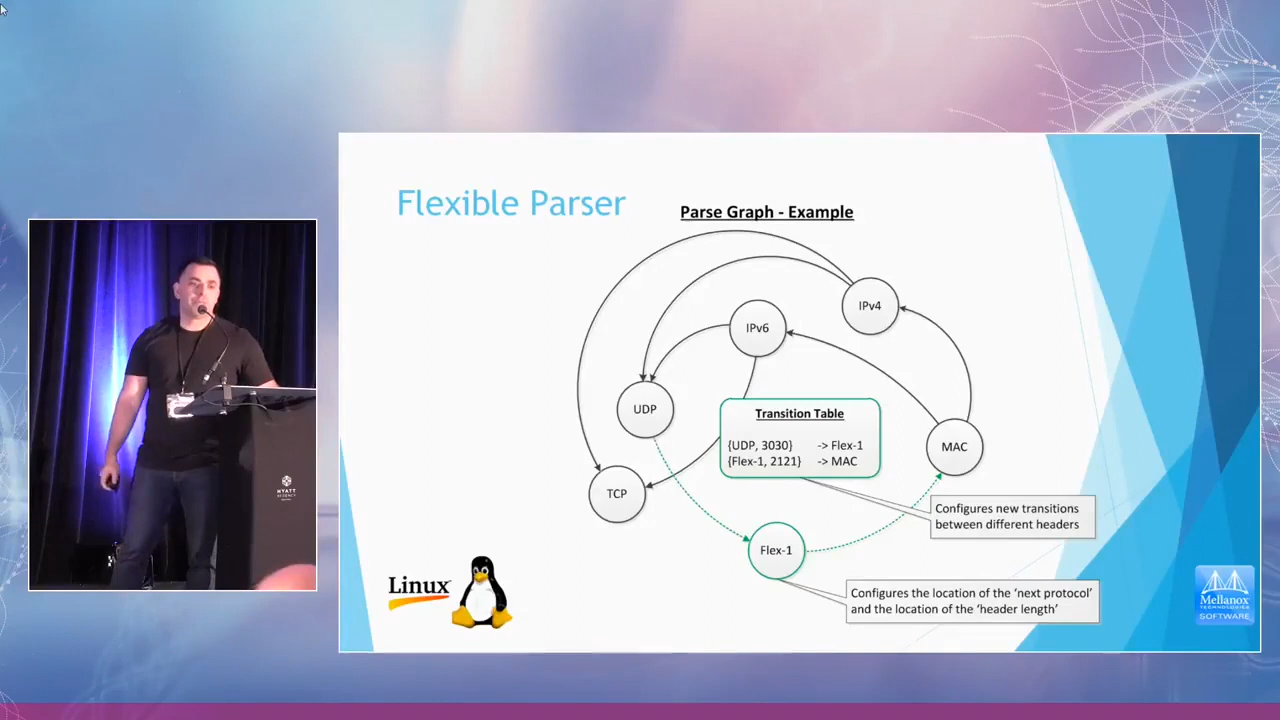 Flexible Parser
Parse Graph - Example
IPv4
IPv6
UDP
Transition Table
{UDP, 3030} -> Flex-1
{Flex-1, 2121} -> MAC
MAC
TCP
Configures new transitions
between different headers
Flex-1
Configures the location of the ‘next protocol’
and the location of the ‘header length’
Linux
Mellanox
TECHNOLOGIES
SOFTWARE
HYATT
REGENCY